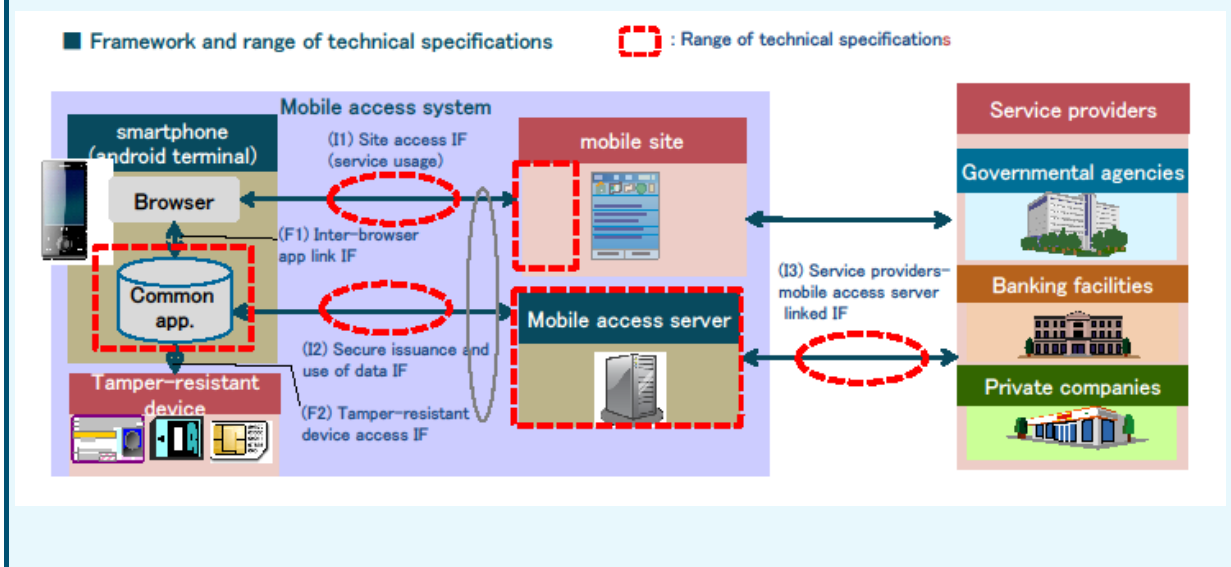 ■ Framework and range of technical specifications
: Range of technical specifications
Mobile access system
smartphone
(android terminal)
Browser
(F1) Inter-browser
app link IF
Common
app.
Tamper-resistant
device
(I1) Site access IF
(service usage)
(I2) Secure issuance and
use of data IF
(F2) Tamper-resistant
device access IF
mobile site
Mobile access server
(I3) Service providers-
mobile access server
linked IF
Service providers
Governmental agencies
Banking facilities
Private companies